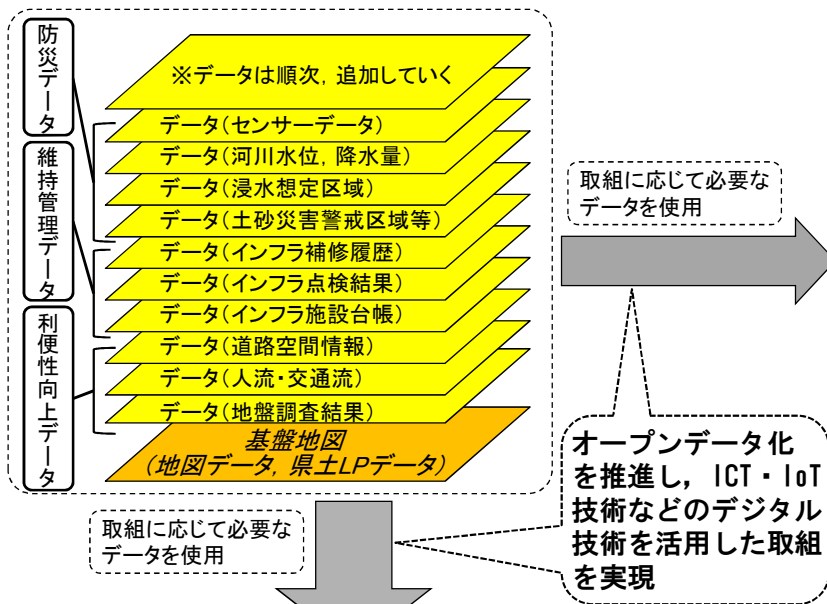 防災データ
維持管理データ
利便性向上データ
※データは順次，追加していく
データ（センサーデータ）
データ（河川水位，降水量）
データ（浸水想定区域）
データ（土砂災害警戒区域等）
データ（インフラ補修履歴）
データ（インフラ点検結果）
データ（インフラ施設台帳）
データ（道路空間情報）
データ（人流・交通流）
データ（地盤調査結果）
基盤地図
（地図データ，県土LPデータ）
取組に応じて必要な
データを使用
取組に応じて必要な
データを使用
オープンデータ化
を推進し，ICT・IoT
技術などのデジタル
技術を活用した取組
を実現